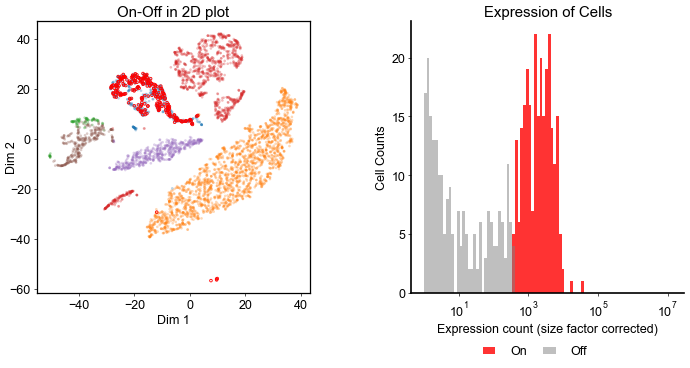 On-Off in 2D plot
40
20
0
−20
−40
−60
Dim 2
−40
−20
0
20
40
Dim 1
Expression of Cells
20
15
10
5
0
Cell Counts
10^1
10^3
10^5
10^7
Expression count (size factor corrected)
On
Off